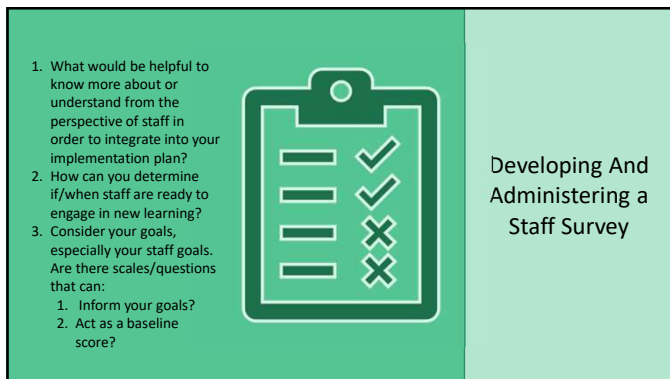 1. What would be helpful to
know more about or
understand from the
perspective of staff in
order to integrate into your
implementation plan?
2. How can you determine
if/when staff are ready to
engage in new learning?
3. Consider your goals,
especially your staff goals.
Are there scales/questions
that can:
1. Inform your goals?
2. Act as a baseline
score?
Developing And
Administering a
Staff Survey